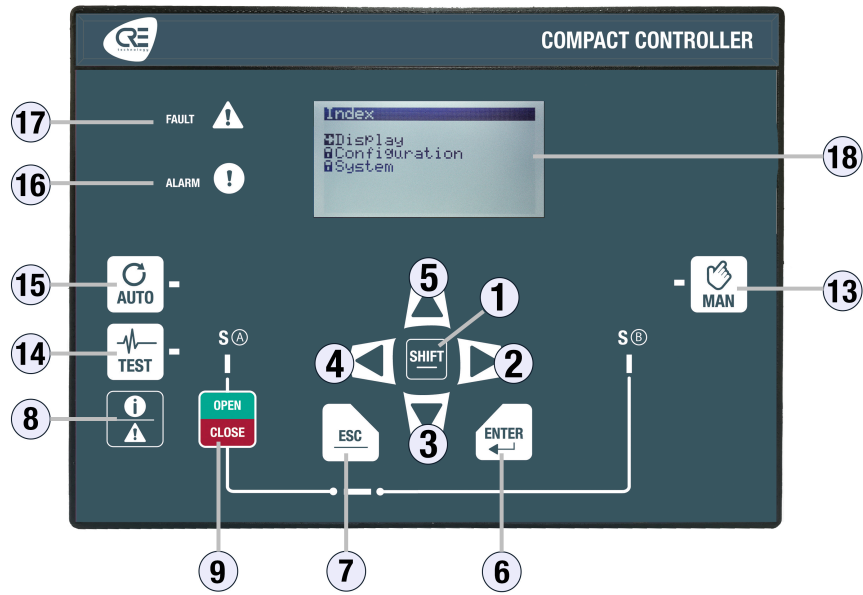 CRE
technology
COMPACT CONTROLLER
17
FAULT
16
ALARM
Index
Display
Configuration
System
18
15
AUTO
14
TEST
8
5
1
SHIFT
4
2
3
13
MAN
S A
S B
OPEN
CLOSE
ESC
ENTER
9
7
6